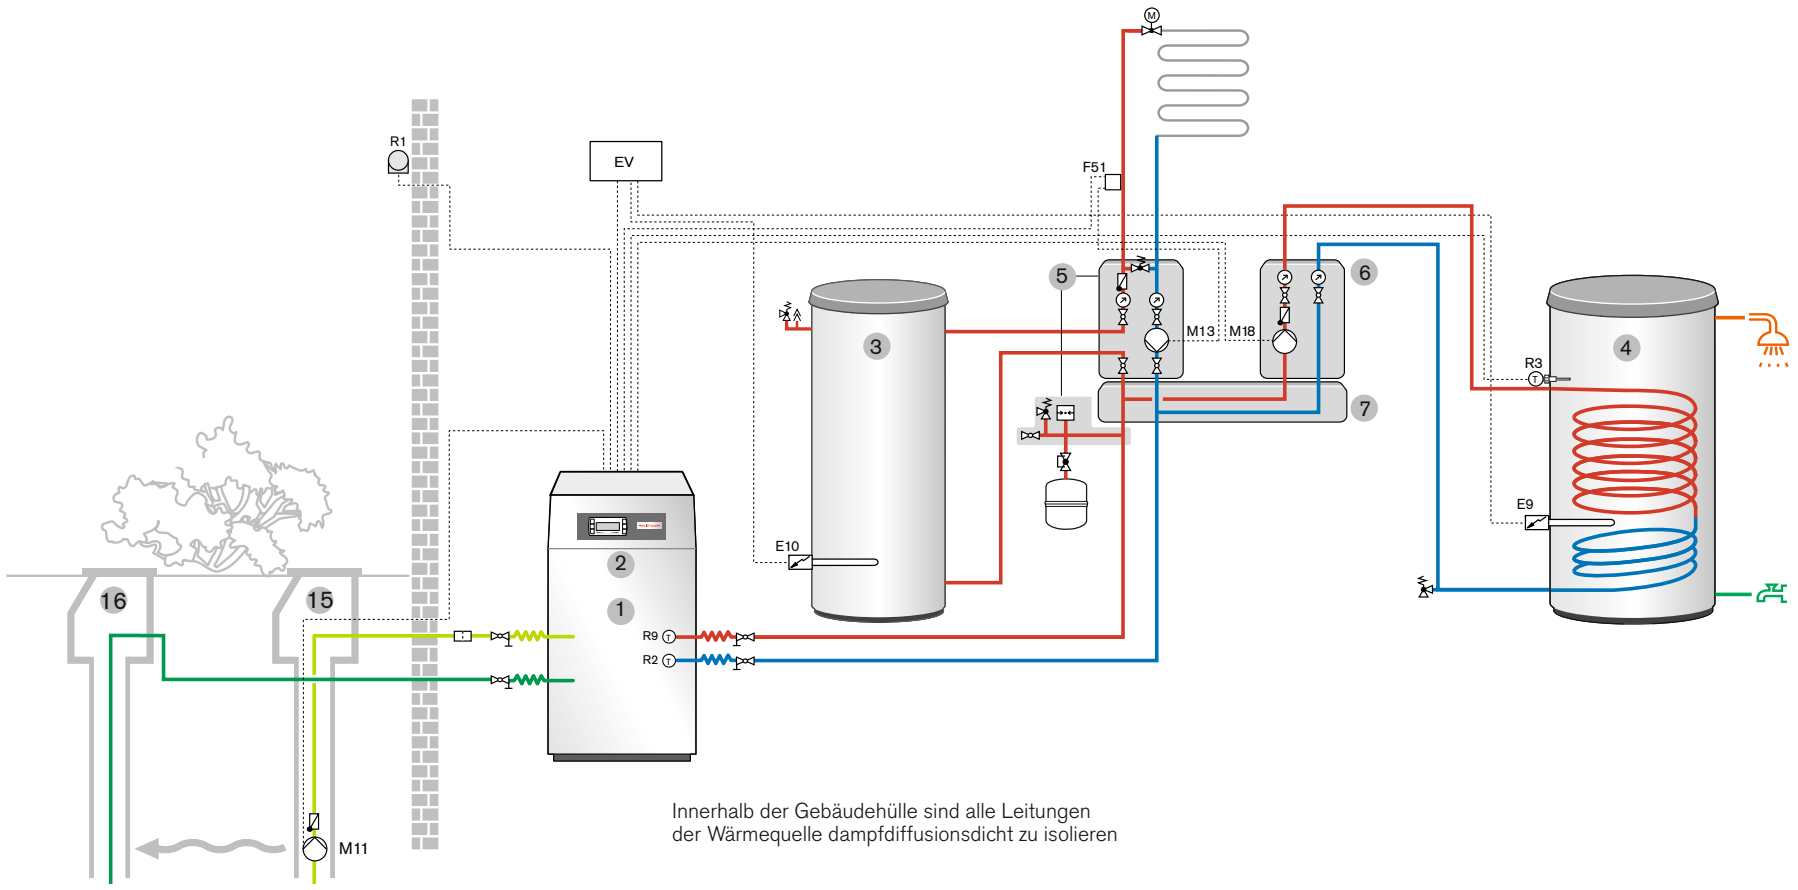 M
R1
EV
F51
5
6
M13
M18
3
4
R3
T
7
E9
E10
2
1
16
15
R9 T
R2 T
M11
Innerhalb der Gebäudehülle sind alle Leitungen
der Wärmequelle dampfdiffusionsdicht zu isolieren